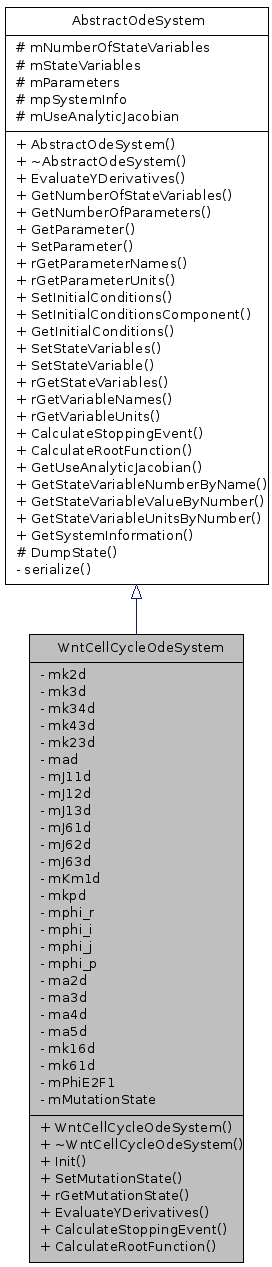 AbstractOdeSystem
# mNumberOfStateVariables
# mStateVariables
# mParameters
# mpSystemInfo
# mUseAnalyticJacobian
+ AbstractOdeSystem()
+ ~AbstractOdeSystem()
+ EvaluateYDerivatives()
+ GetNumberOfStateVariables()
+ GetNumberOfParameters()
+ GetParameter()
+ SetParameter()
+ rGetParameterNames()
+ rGetParameterUnits()
+ SetInitialConditions()
+ SetInitialConditionsComponent()
+ GetInitialConditions()
+ SetStateVariables()
+ SetStateVariable()
+ rGetStateVariables()
+ rGetVariableNames()
+ rGetVariableUnits()
+ CalculateStoppingEvent()
+ CalculateRootFunction()
+ GetUseAnalyticJacobian()
+ GetStateVariableNumberByName()
+ GetStateVariableValueByNumber()
+ GetStateVariableUnitsByNumber()
+ GetSystemInformation()
# DumpState()
- serialize()
WntCellCycleOdeSystem
- mk2d
- mk3d
- mk34d
- mk43d
- mk23d
- mad
- mJ11d
- mJ12d
- mJ13d
- mJ61d
- mJ62d
- mJ63d
- mKm1d
- mkpd
- mphi_r
- mphi_i
- mphi_j
- mphi_p
- ma2d
- ma3d
- ma4d
- ma5d
- mk16d
- mk61d
- mPhiE2F1
- mMutationState
+ WntCellCycleOdeSystem()
+ ~WntCellCycleOdeSystem()
+ Init()
+ SetMutationState()
+ rGetMutationState()
+ EvaluateYDerivatives()
+ CalculateStoppingEvent()
+ CalculateRootFunction()